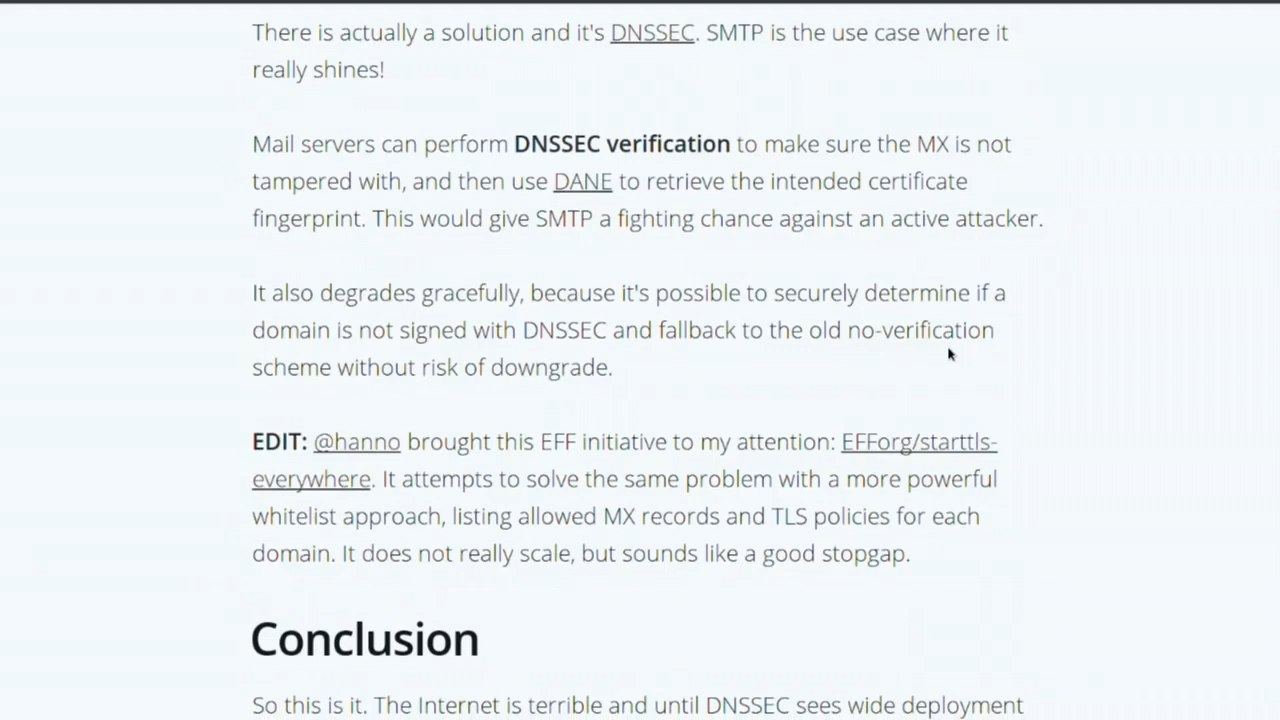 There is actually a solution and it's DNSSEC. SMTP is the use case where it
really shines!
Mail servers can perform DNSSEC verification to make sure the MX is not
tampered with, and then use DANE to retrieve the intended certificate
fingerprint. This would give SMTP a fighting chance against an active attacker.
It also degrades gracefully, because it's possible to securely determine if a
domain is not signed with DNSSEC and fallback to the old no-verification
scheme without risk of downgrade.
EDIT: @hanno brought this EFF initiative to my attention: EFForg/starttls-
everywhere. It attempts to solve the same problem with a more powerful
whitelist approach, listing allowed MX records and TLS policies for each
domain. It does not really scale, but sounds like a good stopgap.
Conclusion
So this is it. The Internet is terrible and until DNSSEC sees wide deployment